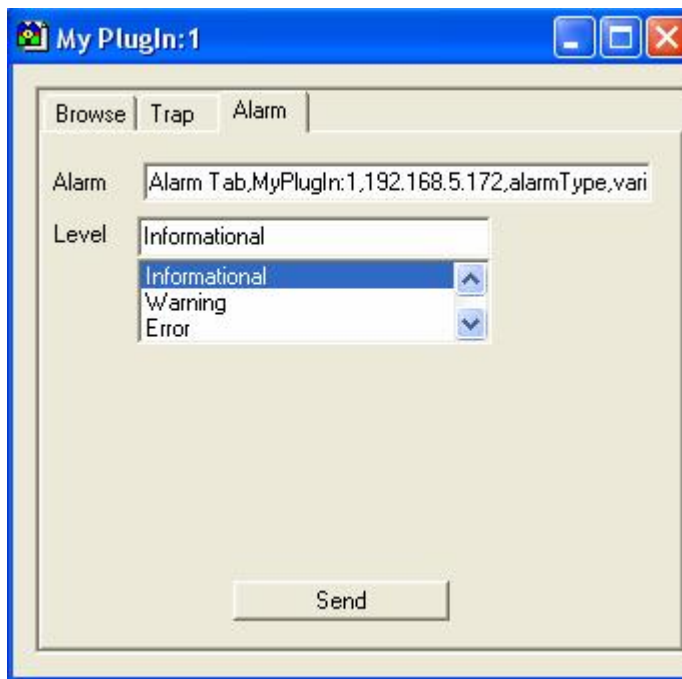 My PlugIn:1
Browse Trap Alarm
Alarm Alarm Tab,MyPlugIn:1,192.168.5.172,alarmType,vari
Level Informational
Informational
Warning
Error
Send